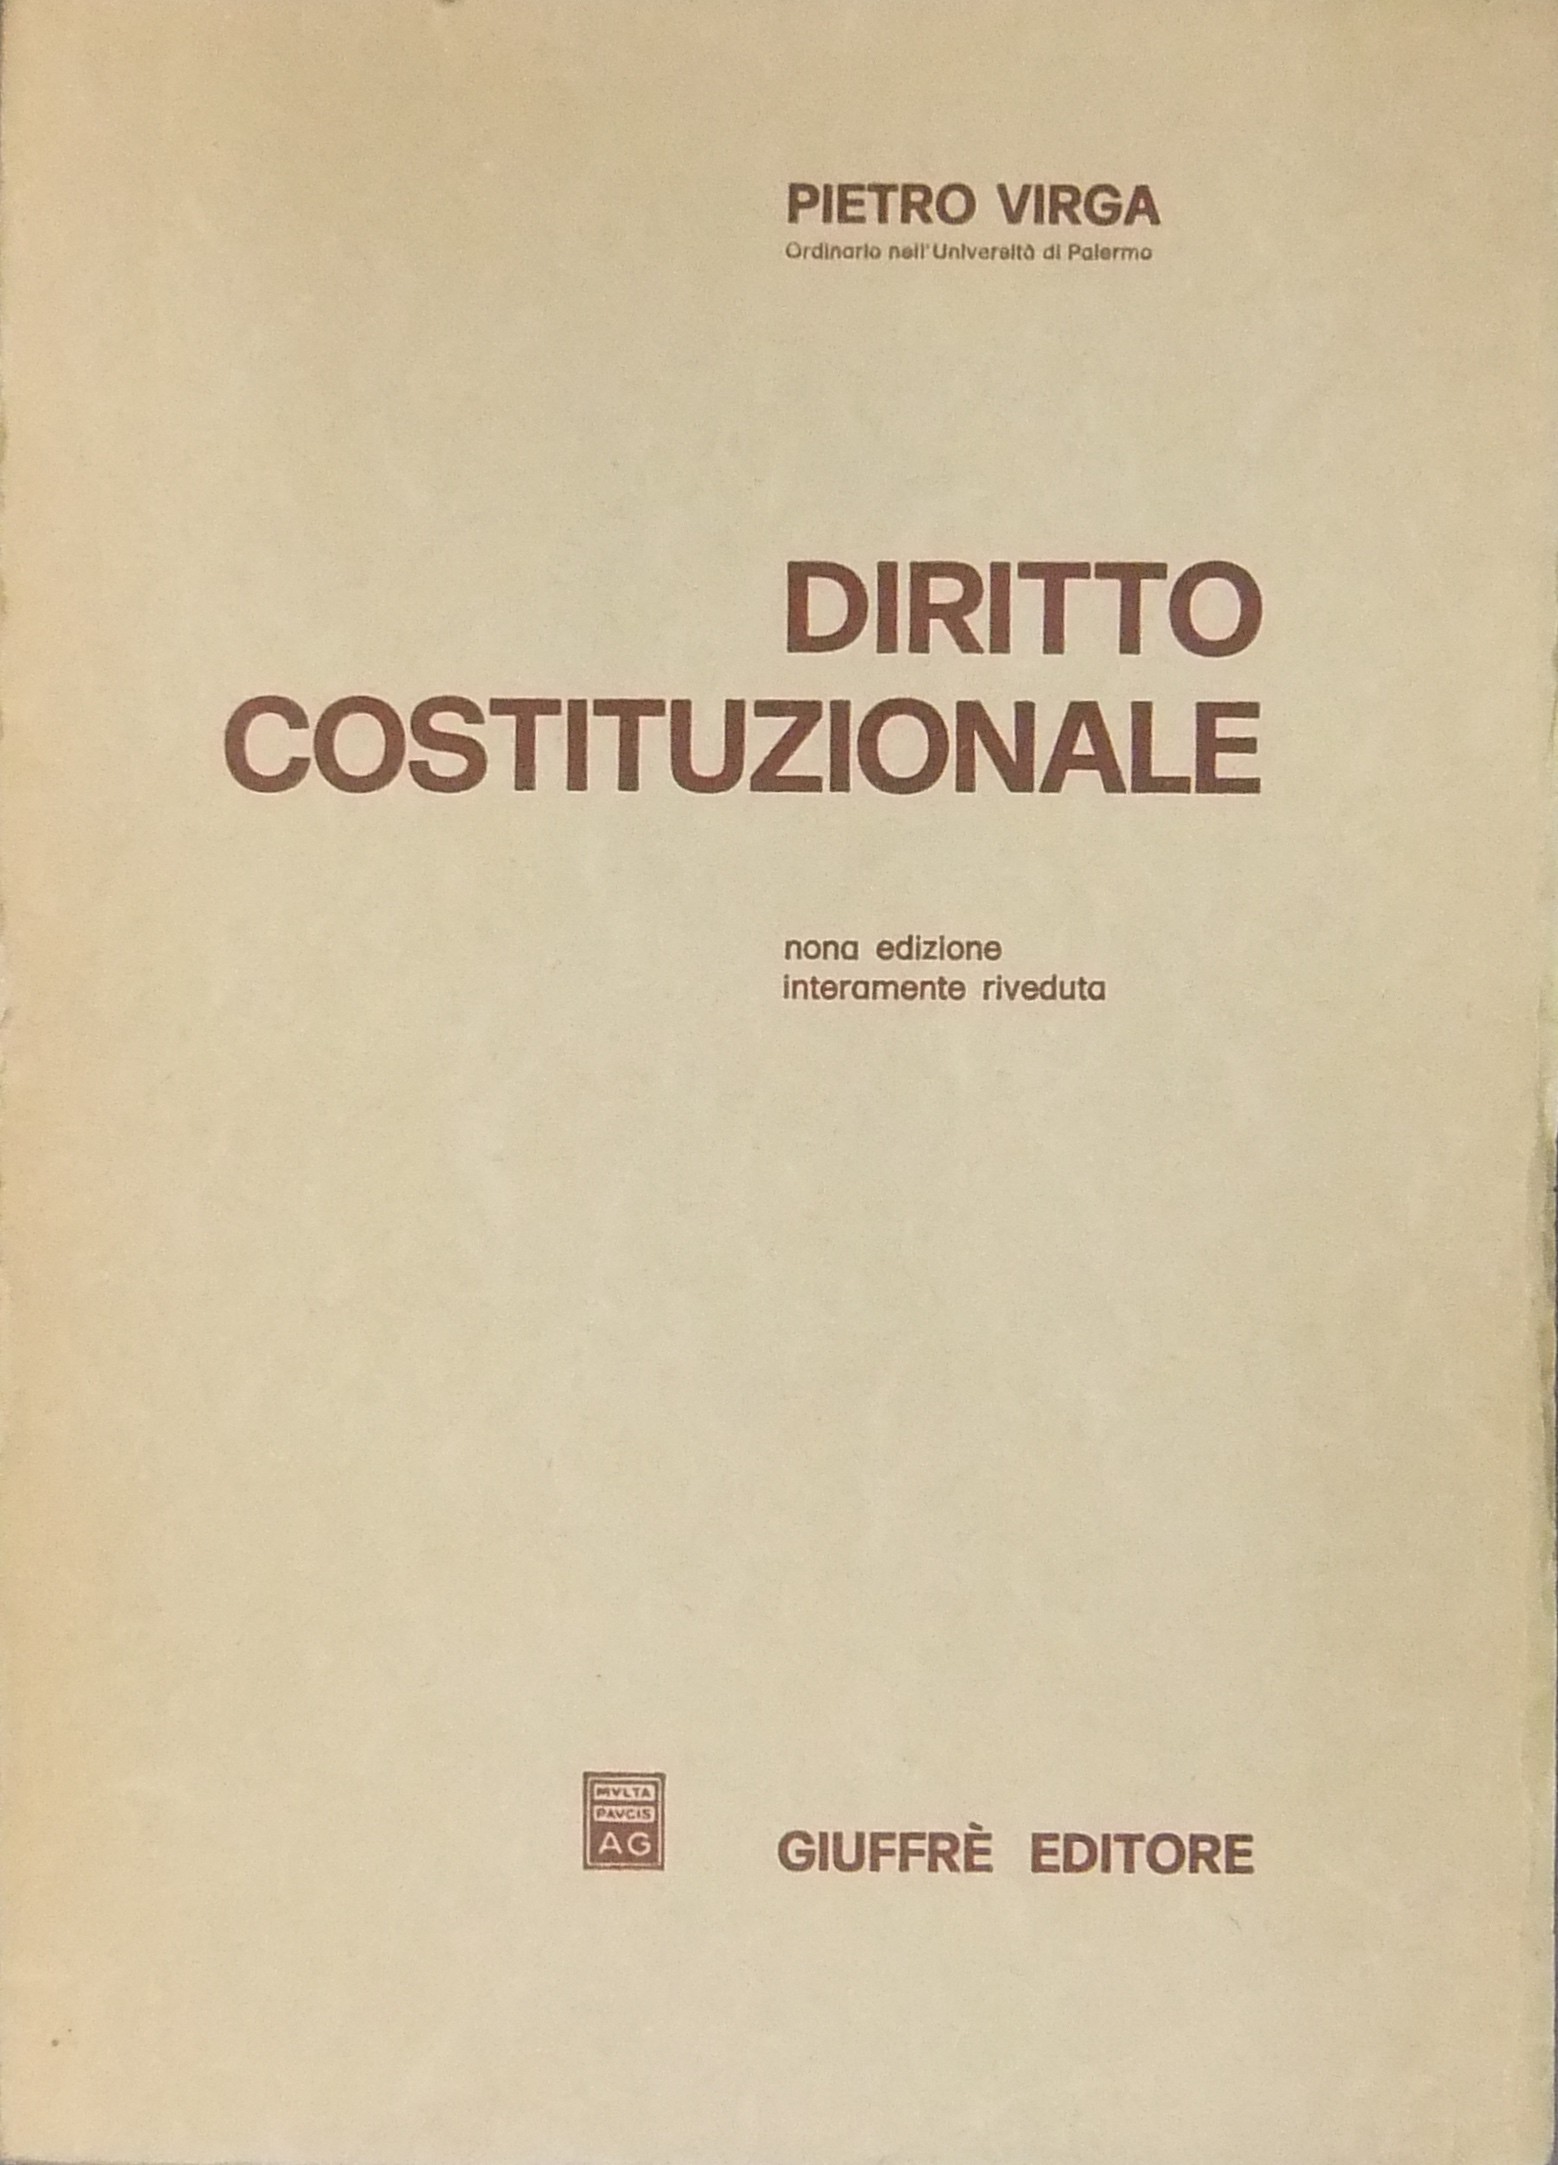 PIETRO VIRGA
Ordinario nell'Università di Palermo
DIRITTO
COSTITUZIONALE
nona edizione
interamente riveduta
MVLTA
PAVCIS
AG
GIUFFRÈ EDITORE